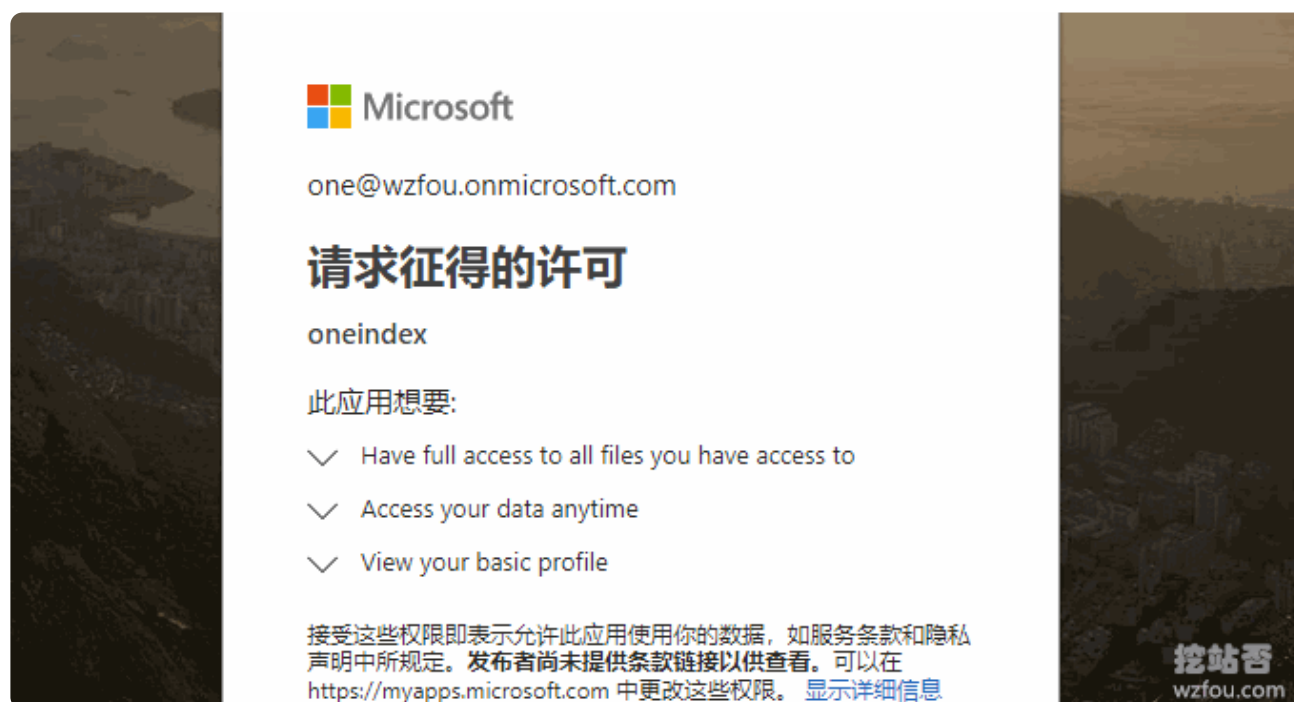 Microsoft
one@wzfou.onmicrosoft.com
请求征得的许可
oneindex
此应用想要:
Have full access to all files you have access to
Access your data anytime
View your basic profile
接受这些权限即表示允许此应用使用你的数据，如服务条款和隐私
声明中所规定。发布者尚未提供条款链接以供查看。可以在
https://myapps.microsoft.com 中更改这些权限。 显示详细信息
挖站否
wzfou.com